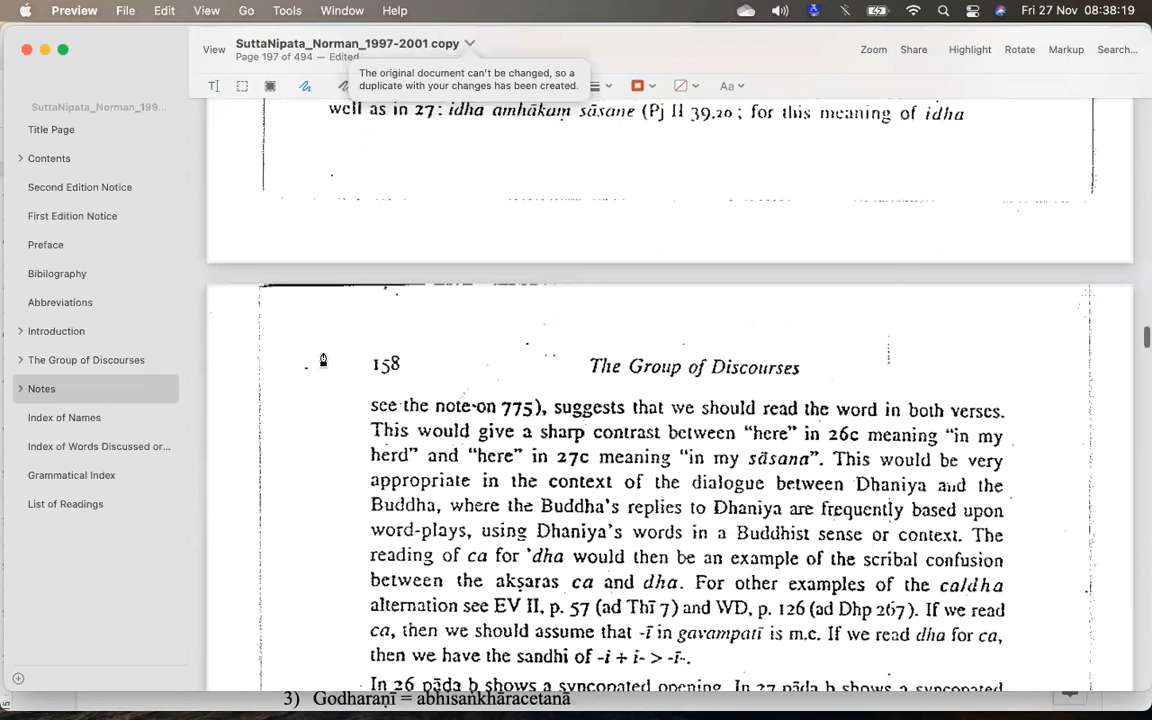 Preview File Edit View Go Tools Window Help Fri 27 Nov 08:38:19
View SuttaNipata_Norman_1997-2001 copy Zoom Share Highlight Rotate Markup Search...
Page 197 of 494 — Edited
The original document can't be changed, so a
duplicate with your changes has been created.
Aa
SuttaNipata_Norman_199...
Title Page
Contents
Second Edition Notice
First Edition Notice
Preface
Bibilography
Abbreviations
Introduction
The Group of Discourses
Notes
Index of Names
Index of Words Discussed or...
Grammatical Index
List of Readings
well as in 27: idha amhākaṃ sāsane (Pj II 39.20; for this meaning of idha
158 The Group of Discourses
see the note on 775), suggests that we should read the word in both verses.
This would give a sharp contrast between “here” in 26c meaning “in my
herd” and “here” in 27c meaning “in my sāsana”. This would be very
appropriate in the context of the dialogue between Dhaniya and the
Buddha, where the Buddha’s replies to Dhaniya are frequently based upon
word-plays, using Dhaniya’s words in a Buddhist sense or context. The
reading of ca for ’dha would then be an example of the scribal confusion
between the akṣaras ca and dha. For other examples of the ca/dha
alternation see EV II, p. 57 (ad Thī 7) and WD, p. 126 (ad Dhp 267). If we read
ca, then we should assume that -ī in gavampatī is m.c. If we read dha for ca,
then we have the sandhi of -i + i- > -ī-.
In 26 pāda b shows a syncopated opening. In 27 pāda b shows a syncopated
3) Godharaṇī = abhisaṅkhāracetanā